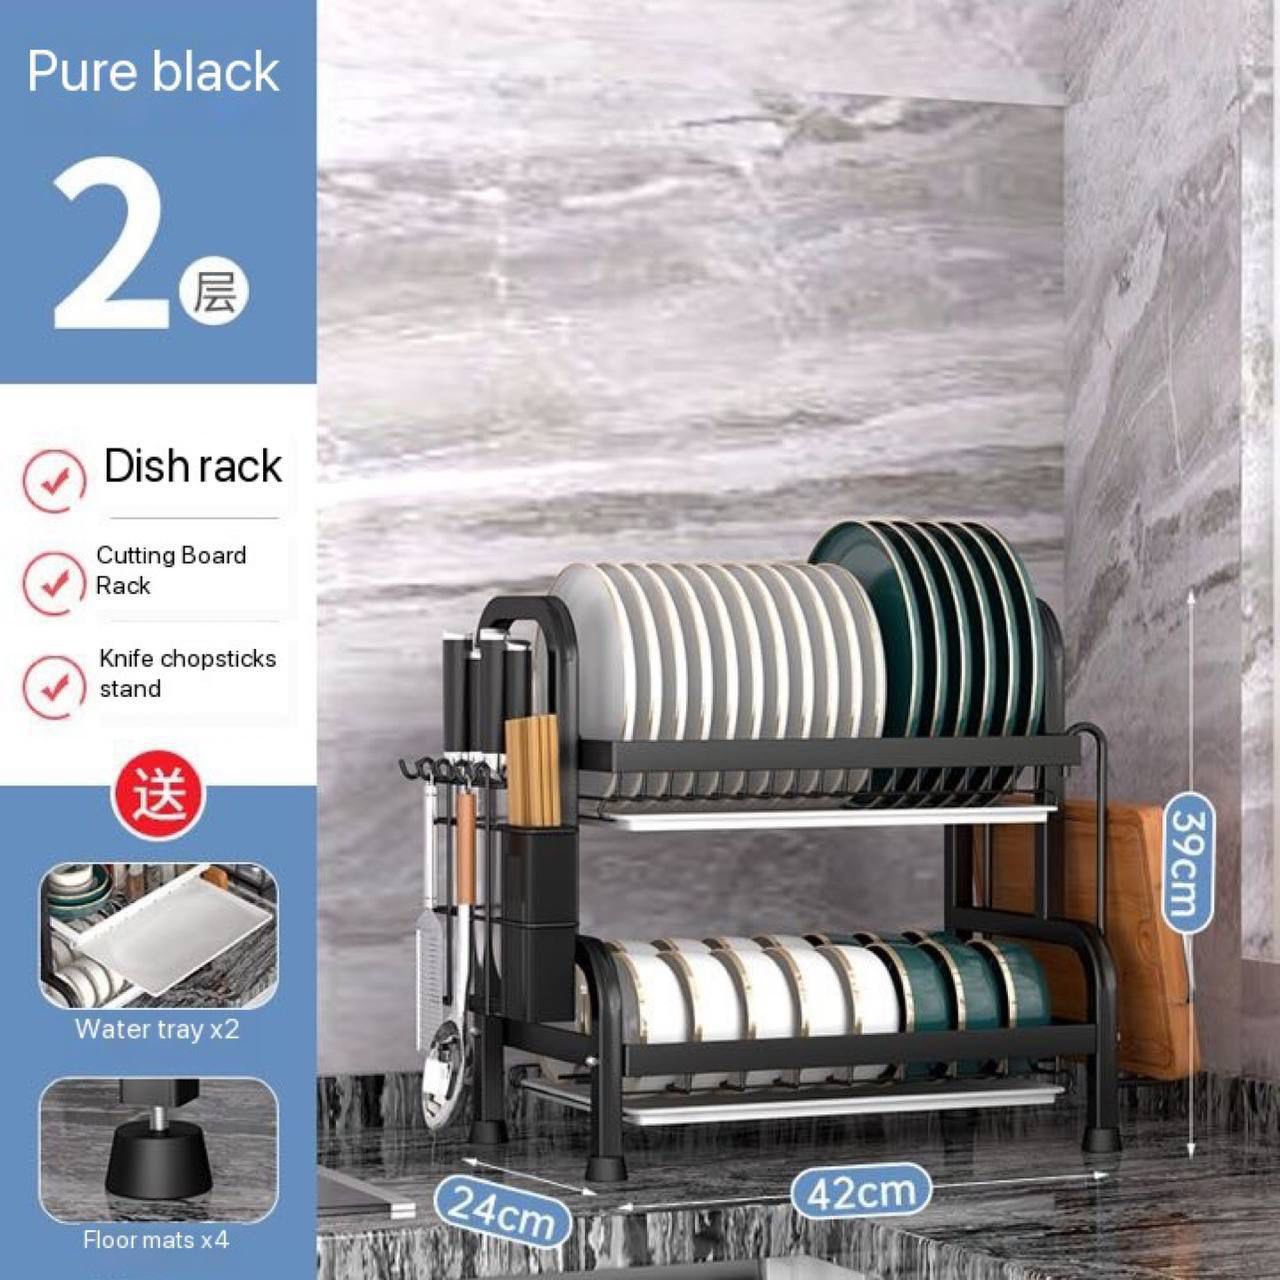 Pure black
2层
Dish rack
Cutting Board
Rack
Knife chopsticks
stand
送
Water tray x2
Floor mats x4
39cm
24cm
42cm